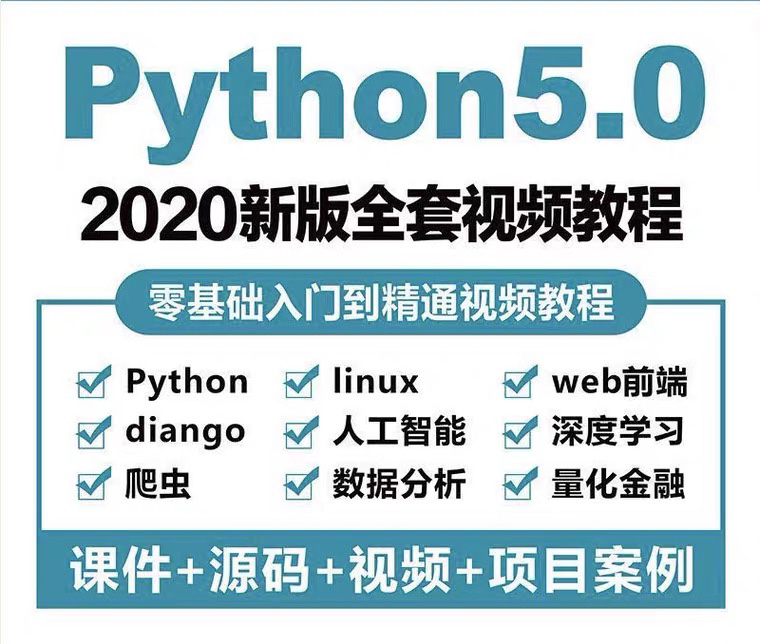 Python5.0
2020新版全套视频教程
零基础入门到精通视频教程
Python linux web前端
diango 人工智能 深度学习
爬虫 数据分析 量化金融
课件+源码+视频+项目案例